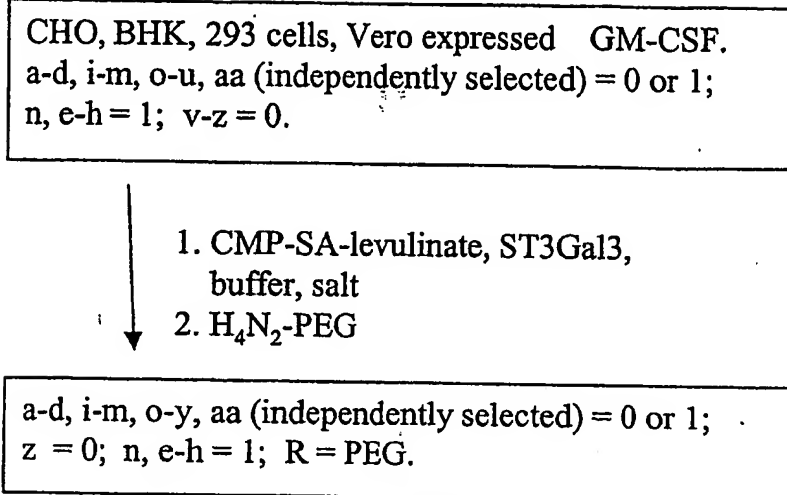 CHO, BHK, 293 cells, Vero expressed GM-CSF.
a-d, i-m, o-u, aa (independently selected) = 0 or 1;
n, e-h = 1; v-z = 0.
1. CMP-SA-levulinate, ST3Gal3,
buffer, salt
2. H₄N₂-PEG
a-d, i-m, o-y, aa (independently selected) = 0 or 1;
z = 0; n, e-h = 1; R = PEG.